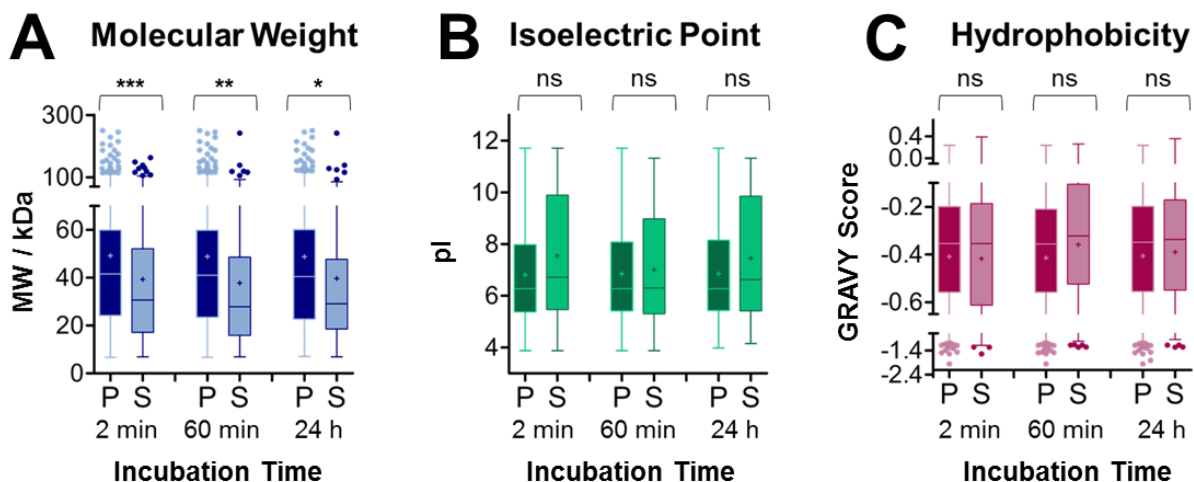 A Molecular Weight
*** ** *
MW / kDa
300
100
60
40
20
0
P S P S P S
2 min 60 min 24 h
Incubation Time
B Isoelectric Point
ns ns ns
pI
12
10
8
6
4
P S P S P S
2 min 60 min 24 h
Incubation Time
C Hydrophobicity
ns ns ns
GRAVY Score
0.4
0.0
-0.2
-0.4
-0.6
-1.4
-2.4
P S P S P S
2 min 60 min 24 h
Incubation Time